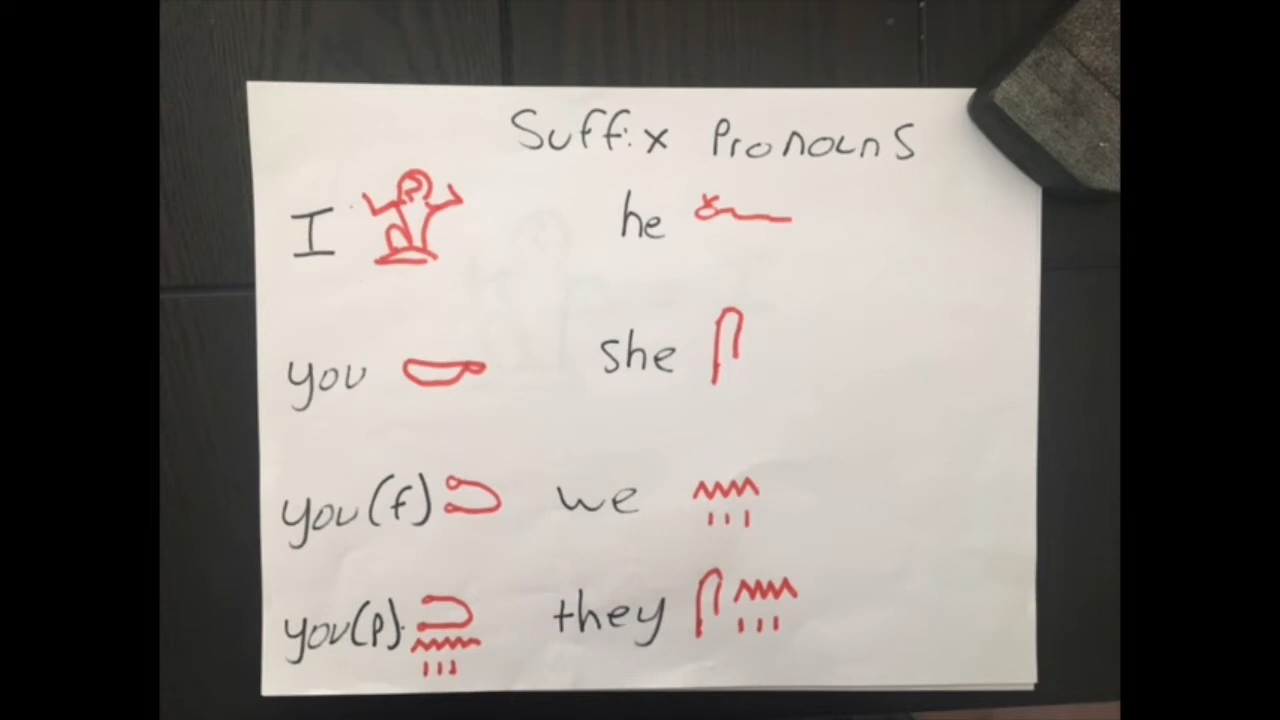 Suffix Pronouns
I 𓀀 he 𓆑
you 𓎡 she 𓋴
you(f) 𓍿 we 𓈖𓏥
you(p). 𓍿𓈖𓏥 they 𓋴𓈖𓏥